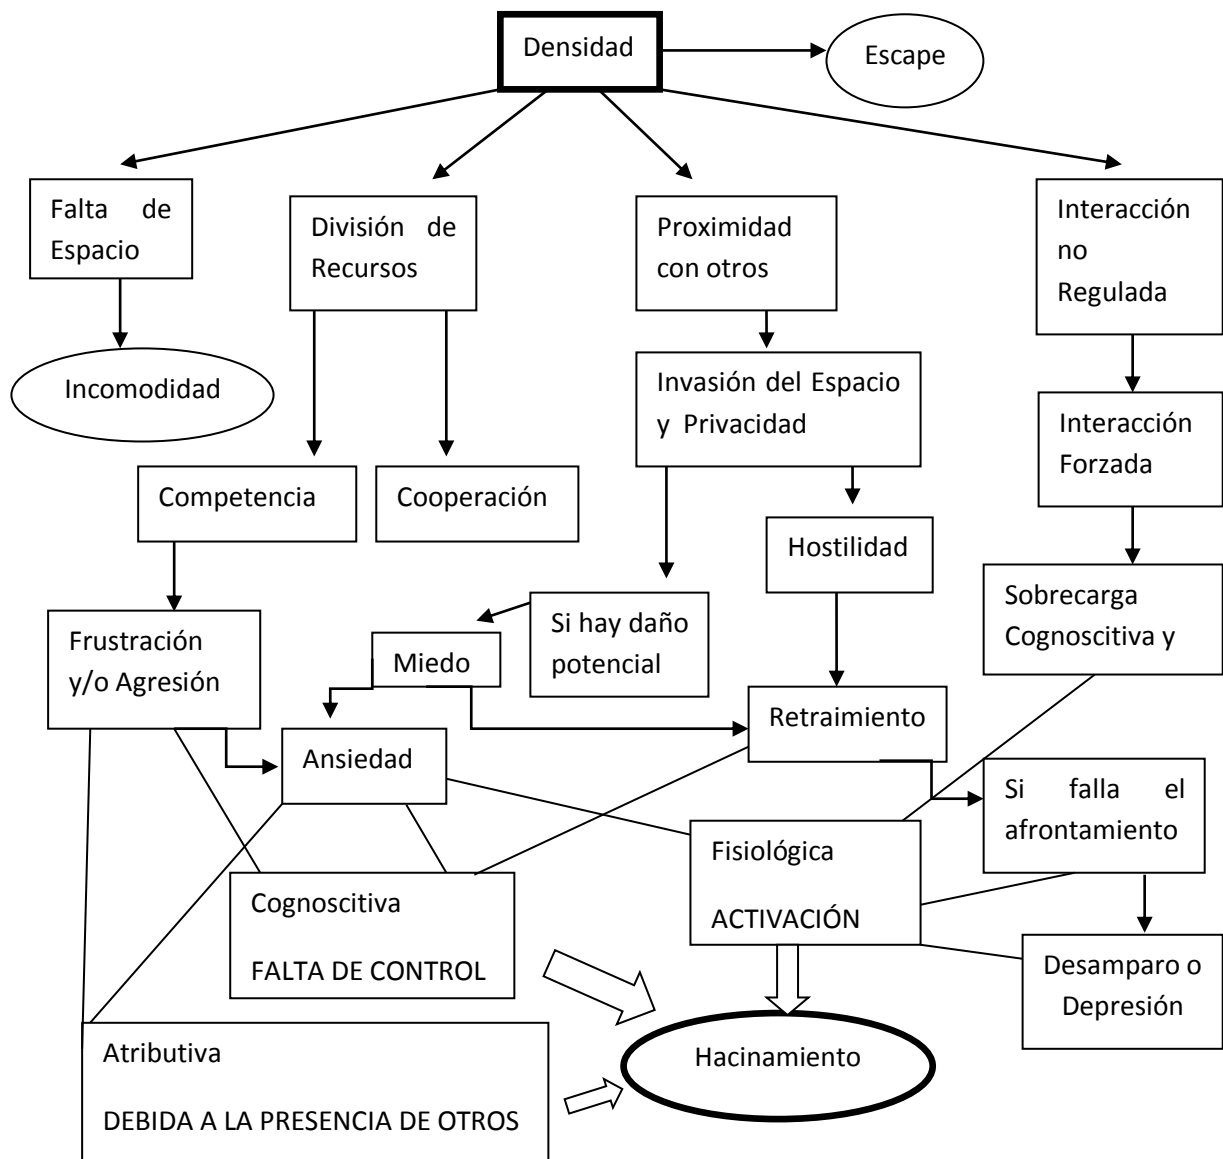 Densidad
Escape
Falta de
Espacio
División de
Recursos
Proximidad
con otros
Interacción
no
Regulada
Incomodidad
Invasión del Espacio
y Privacidad
Interacción
Forzada
Competencia
Cooperación
Hostilidad
Sobrecarga
Cognoscitiva y
Si hay daño
potencial
Miedo
Frustración
y/o Agresión
Retraimiento
Ansiedad
Si falla el
afrontamiento
Fisiológica
ACTIVACIÓN
Cognoscitiva
FALTA DE CONTROL
Desamparo o
Depresión
Atributiva
DEBIDA A LA PRESENCIA DE OTROS
Hacinamiento